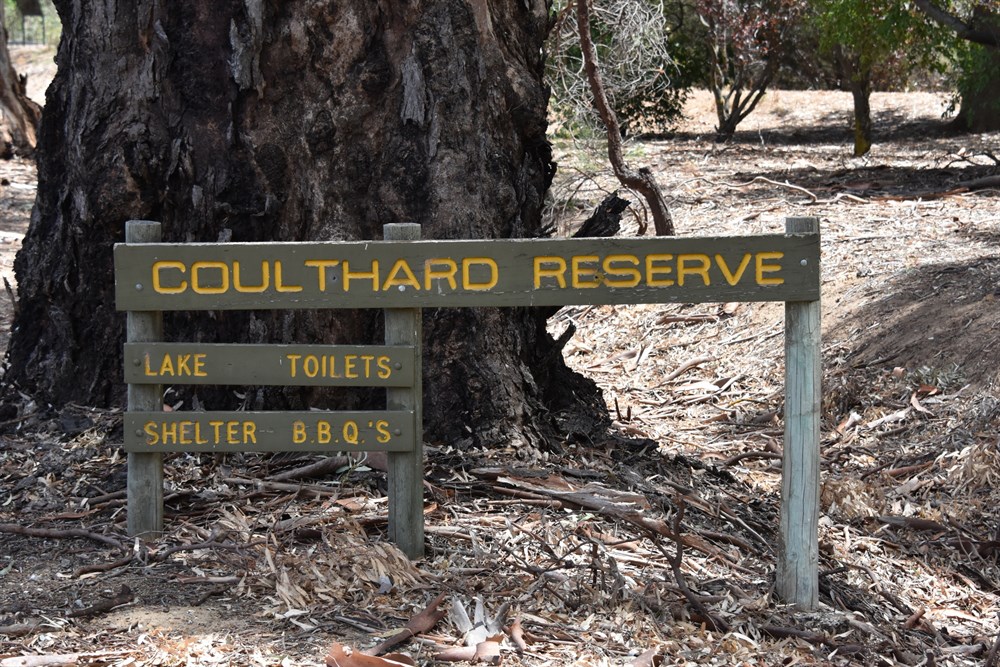 COULTHARD RESERVE
LAKE TOILETS
SHELTER B.B.Q.'S